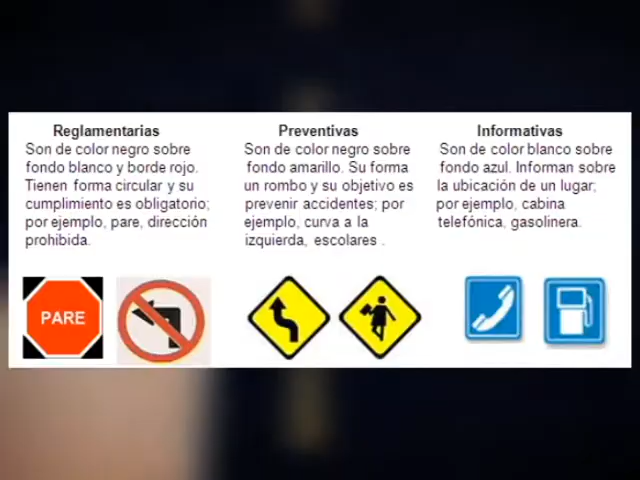 Reglamentarias
Son de color negro sobre
fondo blanco y borde rojo.
Tienen forma circular y su
cumplimiento es obligatorio;
por ejemplo, pare, dirección
prohibida.
PARE
Preventivas
Son de color negro sobre
fondo amarillo. Su forma
un rombo y su objetivo es
prevenir accidentes; por
ejemplo, curva a la
izquierda, escolares .
Informativas
Son de color blanco sobre
fondo azul. Informan sobre
la ubicación de un lugar;
por ejemplo, cabina
telefónica, gasolinera.